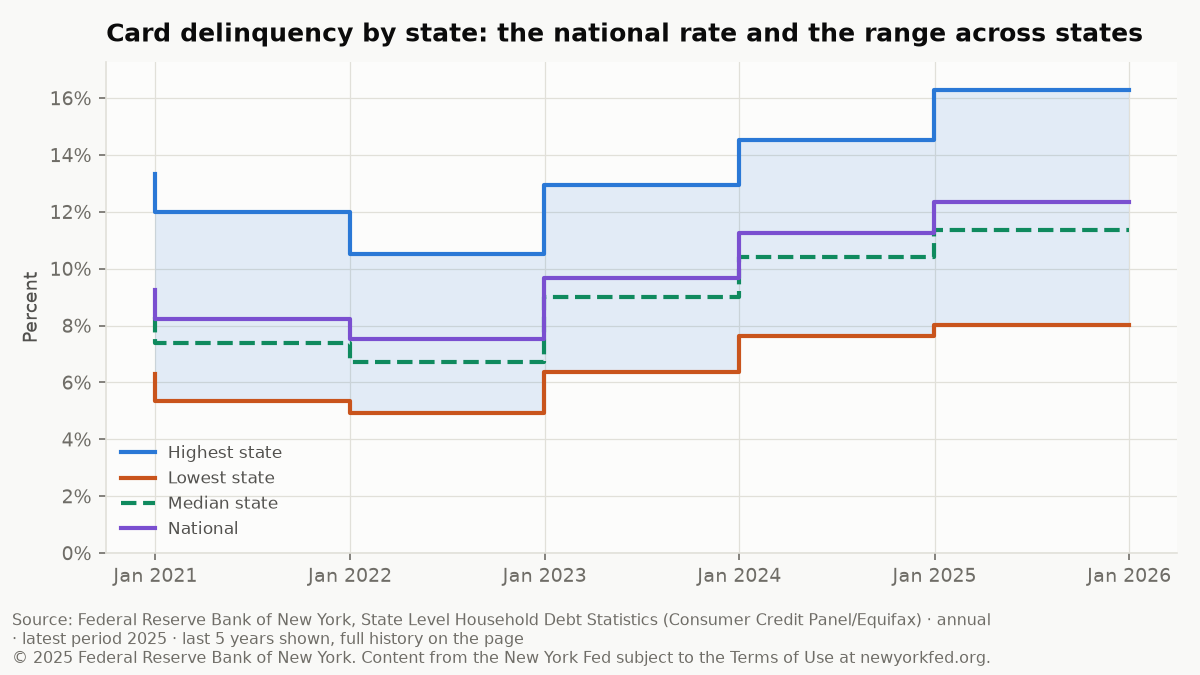 Card delinquency by state: the national rate and the range across states
Percent
16%
14%
12%
10%
8%
6%
4%
2%
0%
Highest state
Lowest state
Median state
National
Jan 2021 Jan 2022 Jan 2023 Jan 2024 Jan 2025 Jan 2026
Source: Federal Reserve Bank of New York, State Level Household Debt Statistics (Consumer Credit Panel/Equifax) · annual
· latest period 2025 · last 5 years shown, full history on the page
© 2025 Federal Reserve Bank of New York. Content from the New York Fed subject to the Terms of Use at newyorkfed.org.